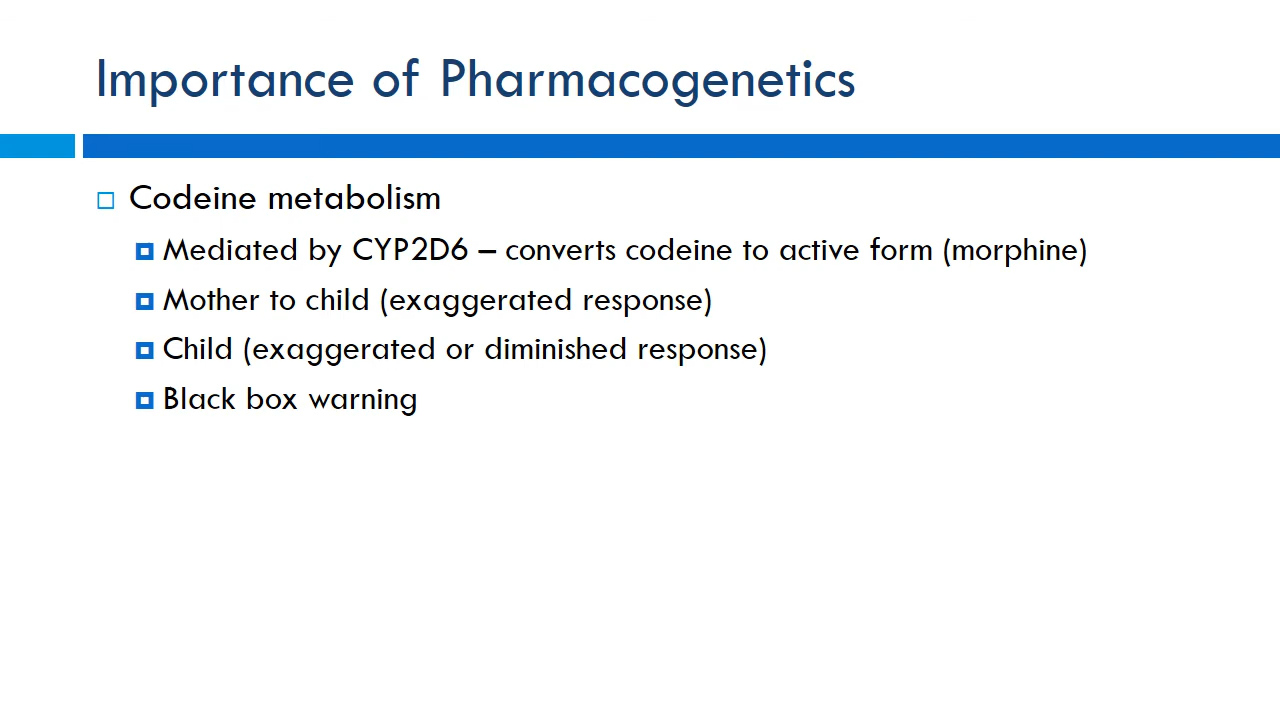 Importance of Pharmacogenetics
Codeine metabolism
Mediated by CYP2D6 – converts codeine to active form (morphine)
Mother to child (exaggerated response)
Child (exaggerated or diminished response)
Black box warning